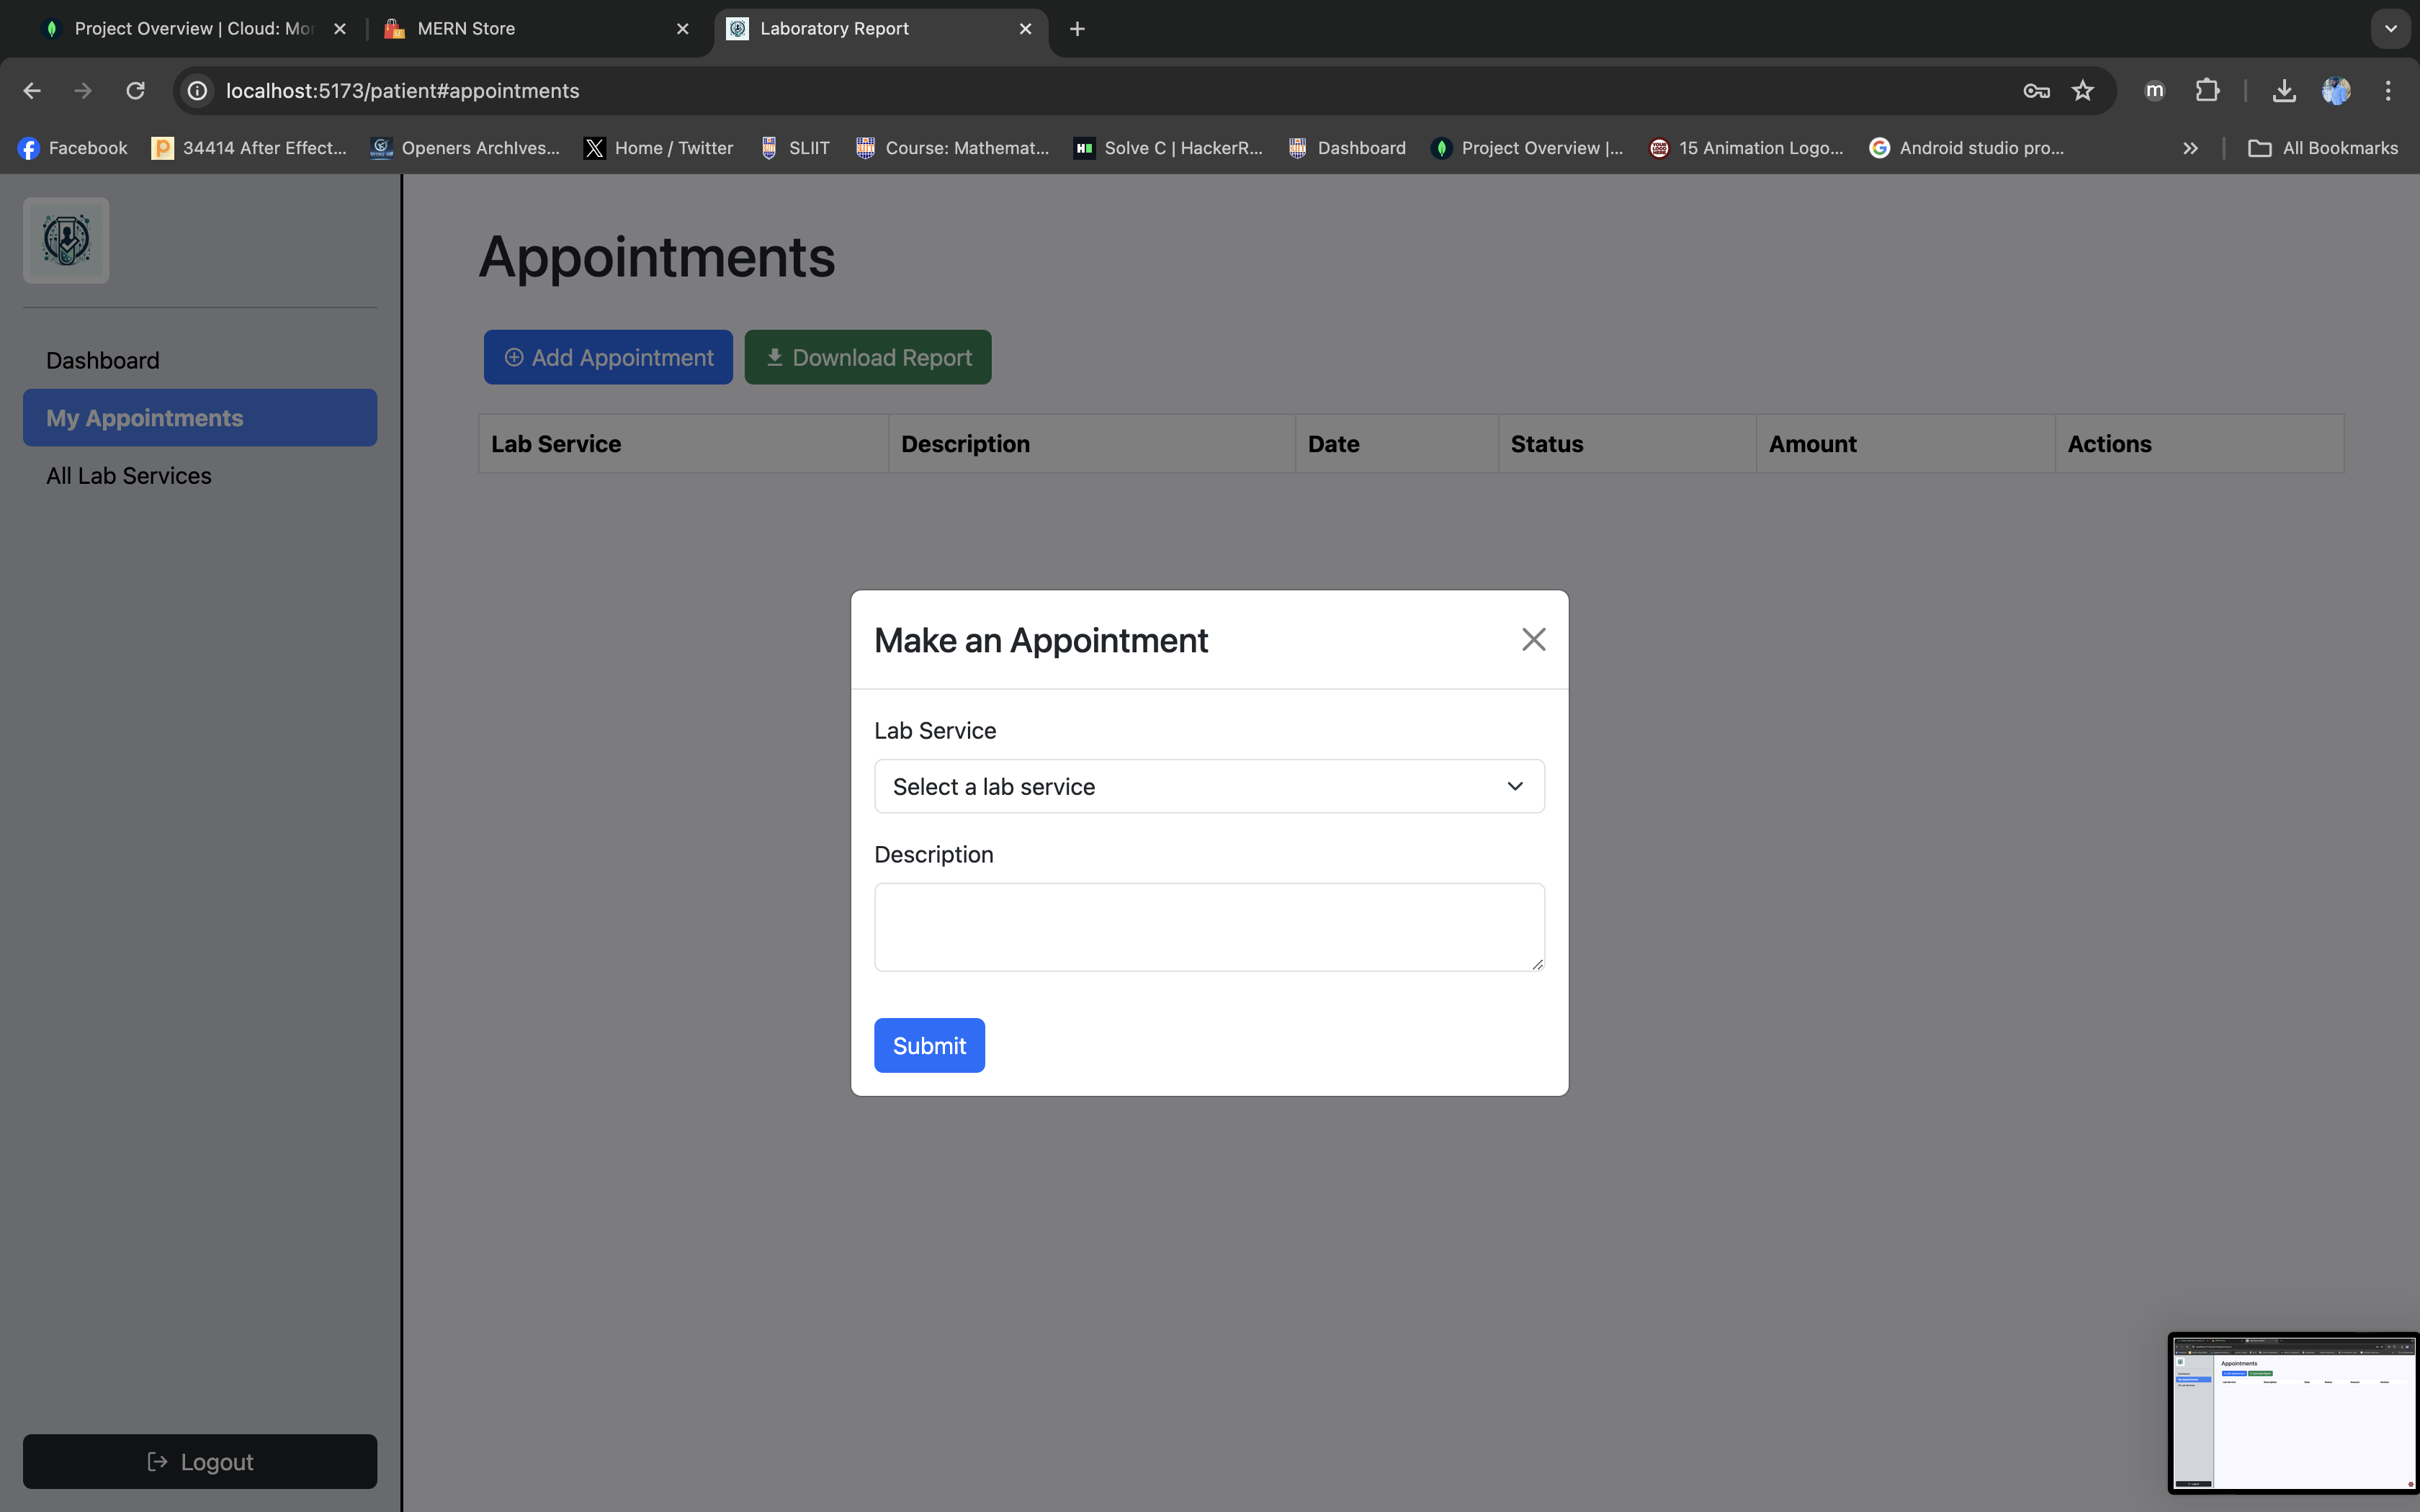 Project Overview | Cloud: Mon
MERN Store
Laboratory Report
localhost:5173/patient#appointments
m
Facebook
34414 After Effect...
Openers ArchIves...
Home / Twitter
SLIIT
Course: Mathemat...
Solve C | HackerR...
Dashboard
Project Overview |...
15 Animation Logo...
Android studio pro...
All Bookmarks
Dashboard
My Appointments
All Lab Services
Logout
Appointments
Add Appointment
Download Report
Lab Service Description Date Status Amount Actions
Make an Appointment
Lab Service
Select a lab service
Description
Submit
Appointments